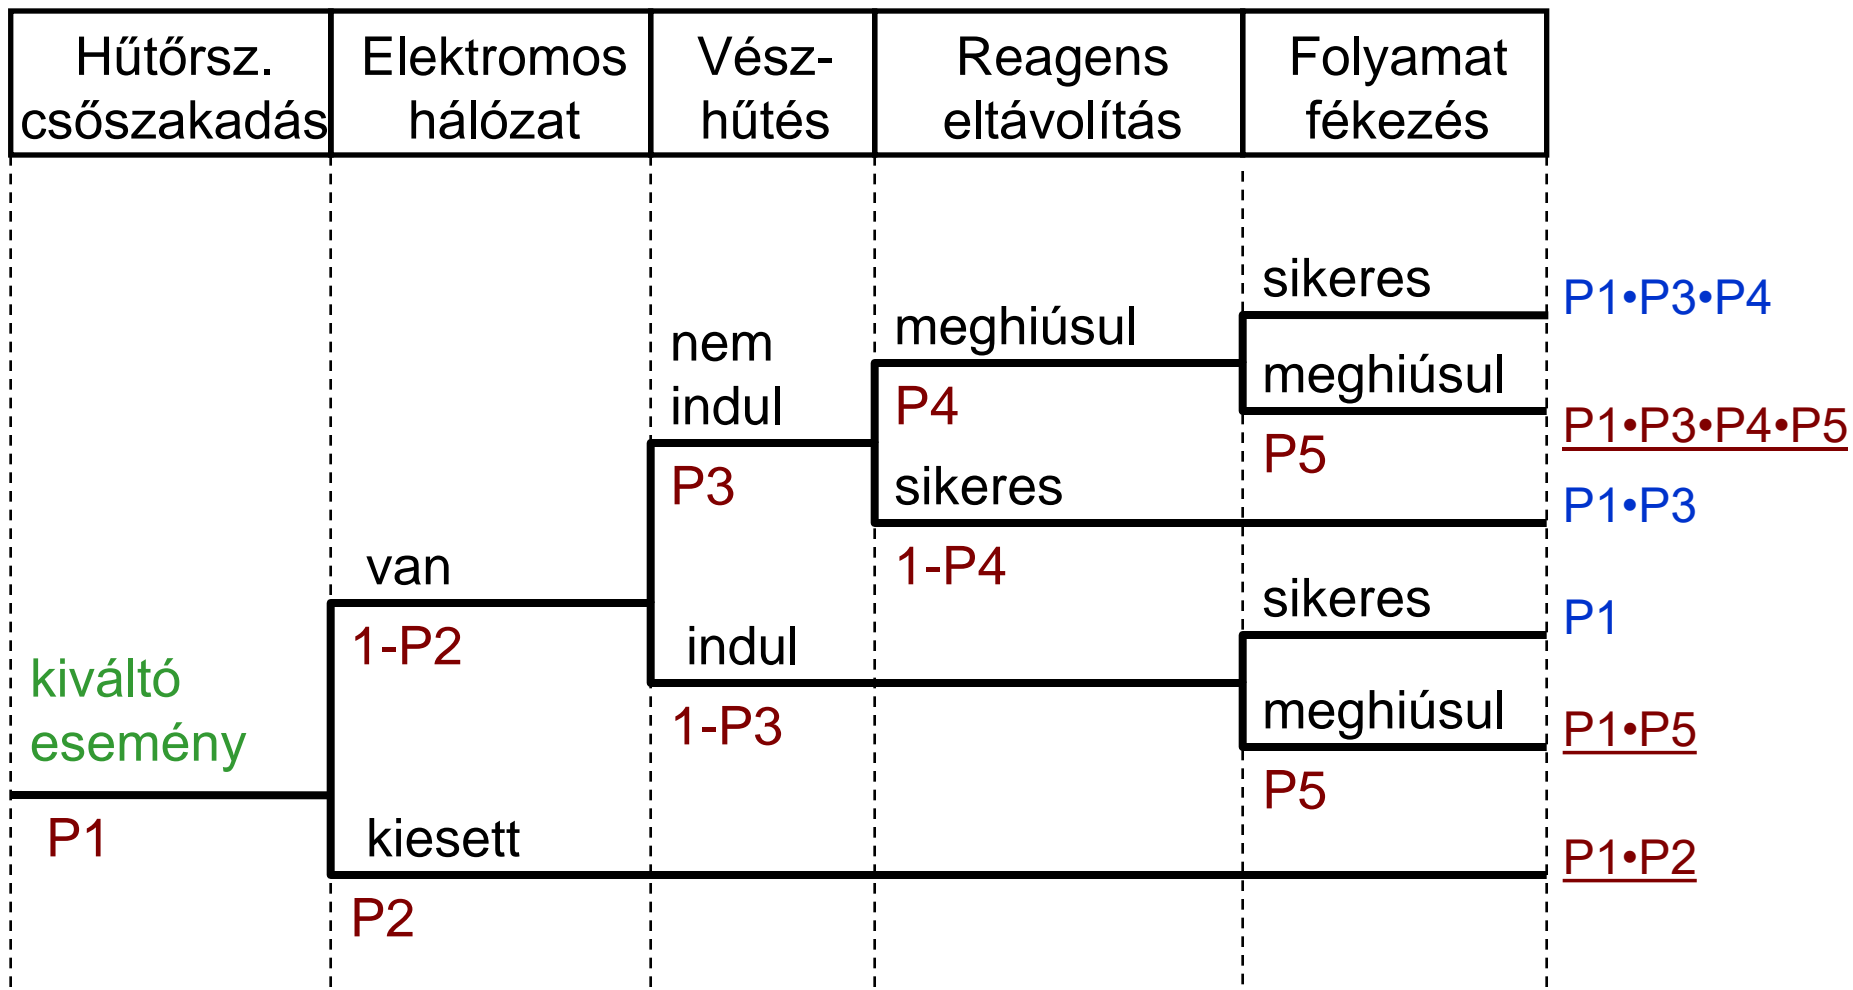 Hűtőrsz.
csőszakadás
Elektromos
hálózat
Vész-
hűtés
Reagens
eltávolítás
Folyamat
fékezés
sikeres
P1•P3•P4
meghiúsul
P4
meghiúsul
P5
P1•P3•P4•P5
nem
indul
P3
sikeres
1-P4
P1•P3
van
1-P2
sikeres
P1
indul
1-P3
meghiúsul
P5
P1•P5
kiváltó
esemény
P1
kiesett
P2
P1•P2